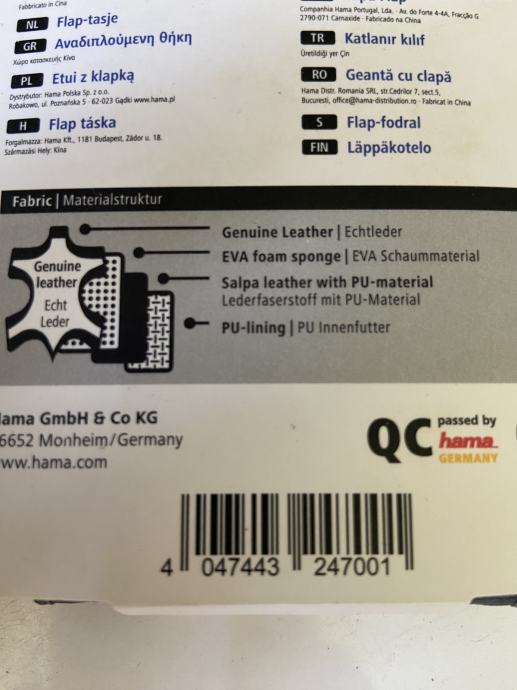 Fabbricato in Cina
NL Flap-tasje
GR Αναδιπλούμενη θήκη
Χώρα κατασκευής Κίνα
PL Etui z klapką
Dystrybutor: Hama Polska Sp. z o.o.
Robakowo, ul. Poznańska 5 · 62-023 Gądki www.hama.pl
H Flap táska
Forgalmazza: Hama Kft., 1181 Budapest, Zádor u. 18.
Származási Hely: Kína
Companhia Hama Portugal, Lda. · Av. do Forte 4-4A, Fracção G
2790-071 Carnaxide · Fabricado na China
TR Katlanır kılıf
Üretildiği yer Çin
RO Geantă cu clapă
Hama Distr. Romania SRL, str.Cedrilor 7, sect.5,
Bucuresti, office@hama-distribution.ro · Fabricat in China
S Flap-fodral
FIN Läppäkotelo
Fabric | Materialstruktur
Genuine
leather
Echt
Leder
Genuine Leather | Echtleder
EVA foam sponge | EVA Schaummaterial
Salpa leather with PU-material
Lederfaserstoff mit PU-Material
PU-lining | PU Innenfutter
Hama GmbH & Co KG
6652 Monheim/Germany
www.hama.com
QC passed by
hama
GERMANY
4 047443 247001